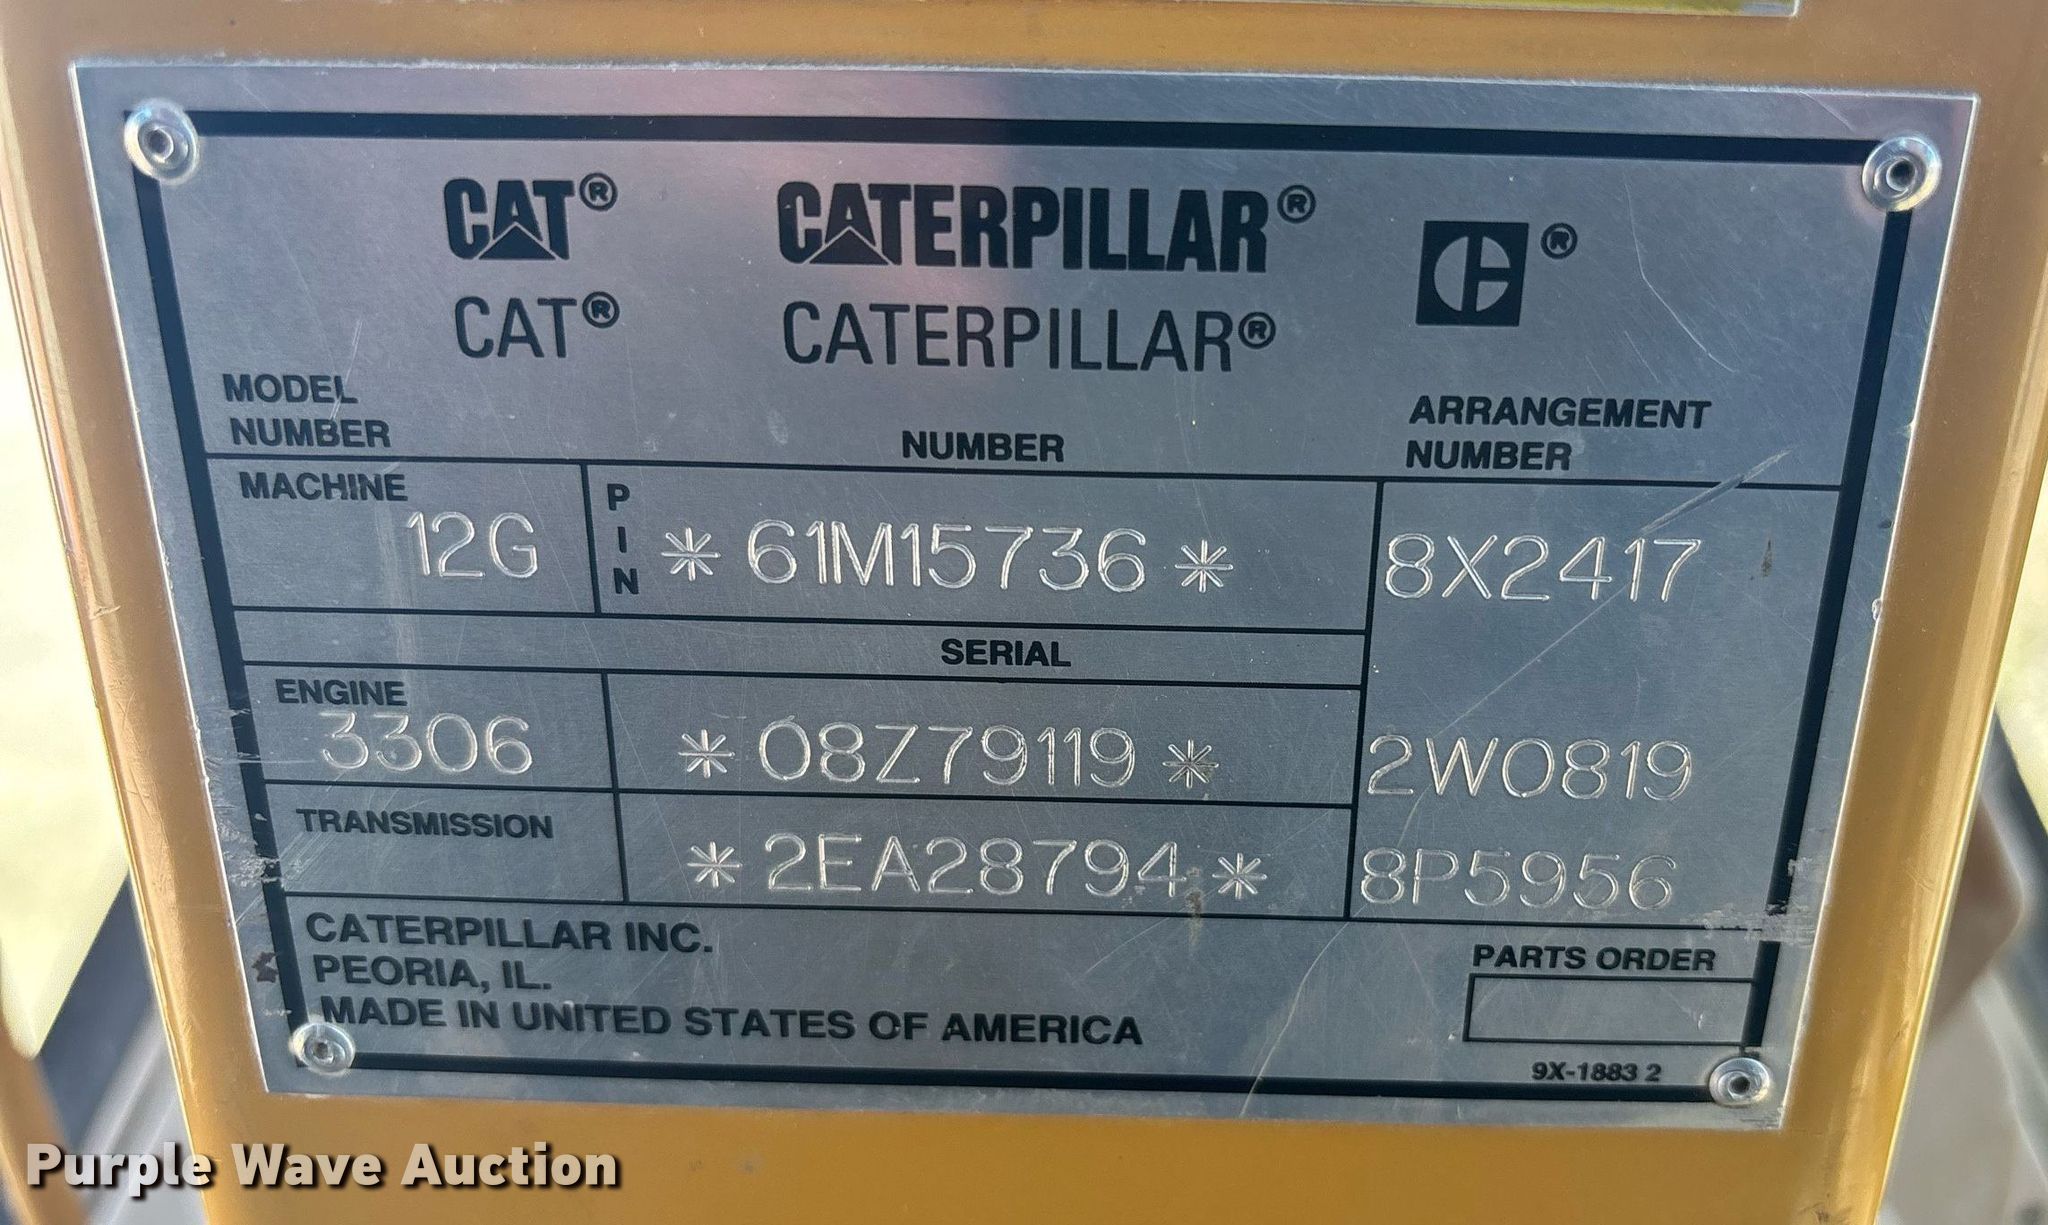 CAT® CATERPILLAR® ®
CAT® CATERPILLAR®
MODEL NUMBER
NUMBER
ARRANGEMENT NUMBER
MACHINE 12G
PIN *61M15736* 8X2417
SERIAL
ENGINE 3306 *08Z79119* 2W0819
TRANSMISSION *2EA28794* 8P5956
CATERPILLAR INC.
PEORIA, IL.
MADE IN UNITED STATES OF AMERICA
PARTS ORDER
9X-1883 2
Purple Wave Auction